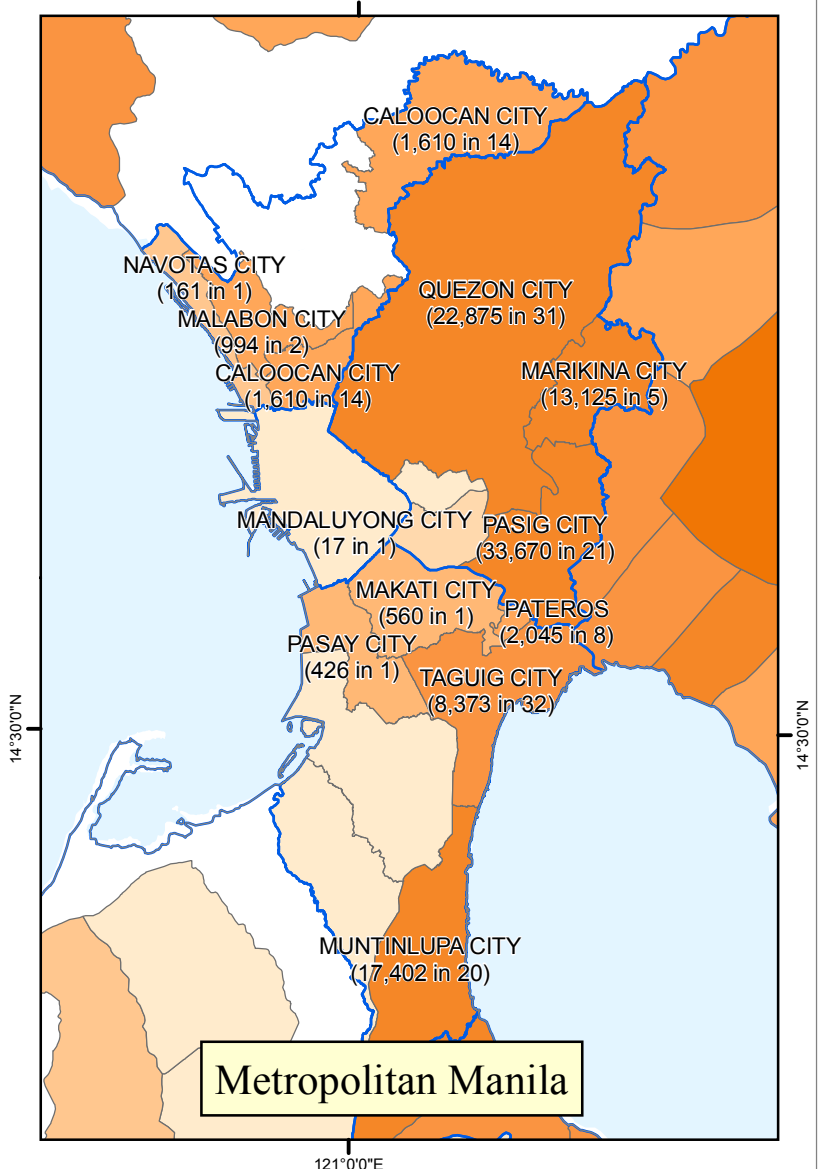 CALOOCAN CITY
(1,610 in 14)
NAVOTAS CITY
(161 in 1)
QUEZON CITY
(22,875 in 31)
MALABON CITY
(994 in 2)
CALOOCAN CITY
(1,610 in 14)
MARIKINA CITY
(13,125 in 5)
MANDALUYONG CITY
(17 in 1)
PASIG CITY
(33,670 in 21)
MAKATI CITY
(560 in 1)
PATEROS
(2,045 in 8)
PASAY CITY
(426 in 1)
TAGUIG CITY
(8,373 in 32)
14°30'0"N
14°30'0"N
MUNTINLUPA CITY
(17,402 in 20)
Metropolitan Manila
121°0'0"E